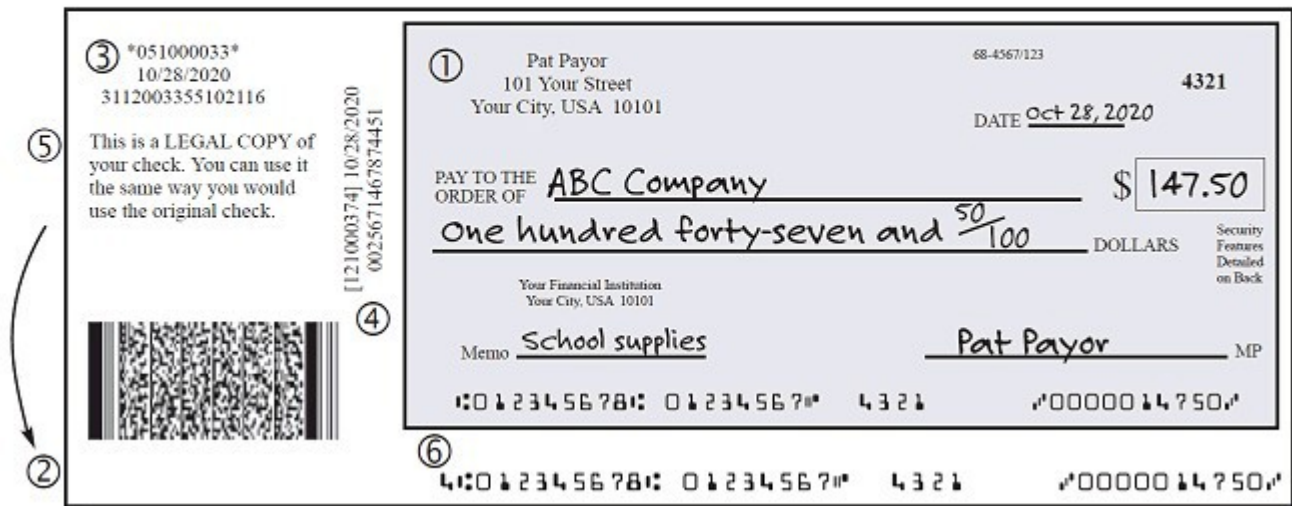 ③ *051000033*
10/28/2020
3112003355102116
⑤ This is a LEGAL COPY of
your check. You can use it
the same way you would
use the original check.
②
[121000374] 10/28/2020
0025671467874451
④
① Pat Payor
101 Your Street
Your City, USA 10101
68-4567/123
4321
DATE Oct 28, 2020
PAY TO THE
ORDER OF ABC Company $ 147.50
One hundred forty-seven and 50/100 DOLLARS
Security
Features
Detailed
on Back
Your Financial Institution
Your City, USA 10101
Memo School supplies Pat Payor MP
⑆012345678⑆ 01234567⑈ 4321 ⑇0000014750⑇
⑥
4⑆012345678⑆ 01234567⑈ 4321 ⑇0000014750⑇